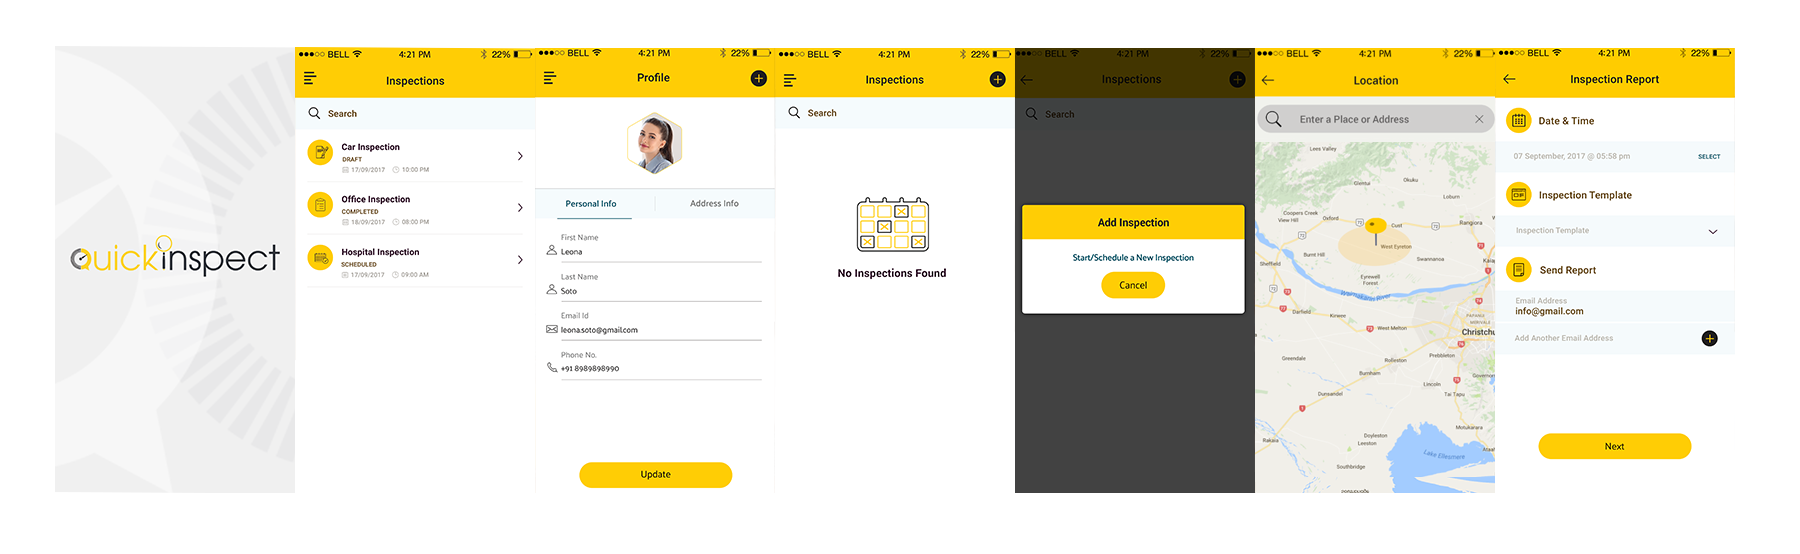 Quickinspect
BELL 4:21 PM 22%
Inspections
Search
Car Inspection
DRAFT
17/09/2017 10:00 PM
Office Inspection
COMPLETED
18/09/2017 08:00 PM
Hospital Inspection
SCHEDULED
17/09/2017 09:00 AM
BELL 4:21 PM 22%
Profile
Personal Info Address Info
First Name
Leona
Last Name
Soto
Email Id
leona.soto@gmail.com
Phone No.
+91 8989898990
Update
BELL 4:21 PM 22%
Inspections
Search
No Inspections Found
BELL 4:21 PM 22%
Inspections
Search
Add Inspection
Start/Schedule a New Inspection
Cancel
BELL 4:21 PM 22%
Location
Enter a Place or Address
Lees Valley
Glentui Okuku
Loburn
Coopers Creek
View Hill
Oxford
72
Cust
72
Rangiora
West Eyreton
Burnt Hill
Swannanoa
Sheffield
Eyrewell
Forest
73
Waimakariri River
Darfield
Kirwee
West Melton
Christchu
Greendale
Rolleston
Prebbleton
Burnham
Lincoln
Governors
Dunsandel
Tai Tapu
Motukarara
Rakaia
Doyleston
Leeston
Lake Ellesmere
Southbridge
BELL 4:21 PM 22%
Inspection Report
Date & Time
07 September, 2017 @ 05:58 pm SELECT
Inspection Template
Inspection Template
Send Report
Email Address
info@gmail.com
Add Another Email Address
Next